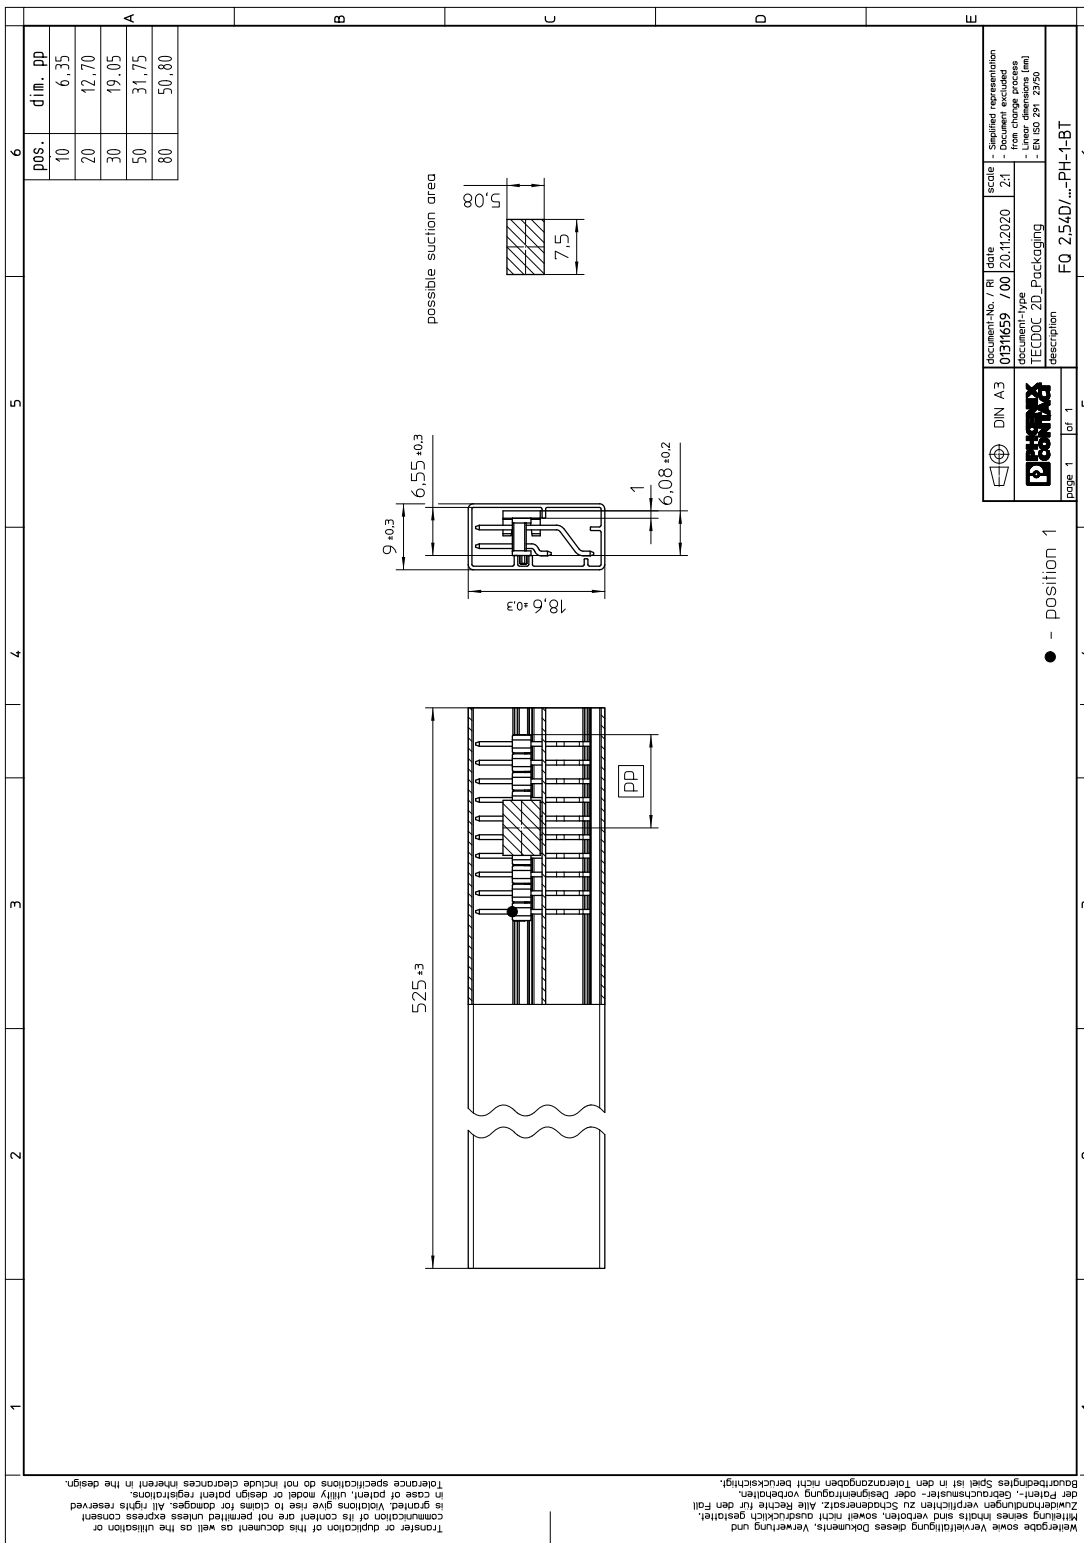 pos. dim. pp
10 6,35
20 12,70
30 19,05
50 31,75
80 50,80
possible suction area
5,08
7,5
6,55 ±0,3
9 ±0,3
18,6 ±0,3
1
6,08 ±0,2
525 ±3
pp
● - position 1
DIN A3
PHOENIX
CONTACT
page 1 of 1
document-No. / RI
01311659 / 00
date
20.11.2020
scale
2:1
- Simplified representation
- Document excluded
from change process
- Linear dimensions [mm]
- EN ISO 291 23/50
document-type
TECDOC 2D_Packaging
description
FQ 2,54D/...-PH-1-BT
1 2 3 4 5 6
A B C D E
Transfer or duplication of this document as well as the utilisation or
communication of its content are not permitted unless express consent
is granted. Violations give rise to claims for damages. All rights reserved
in case of patent, utility model or design patent registrations.
Tolerance specifications do not include clearances inherent in the design.
Weitergabe sowie Vervielfältigung dieses Dokuments, Verwertung und
Mitteilung seines Inhalts sind verboten, soweit nicht ausdrücklich gestattet.
Zuwiderhandlungen verpflichten zu Schadenersatz. Alle Rechte für den Fall
der Patent-, Gebrauchsmuster- oder Designeintragung vorbehalten.
Bauartbedingtes Spiel ist in den Toleranzangaben nicht berücksichtigt.